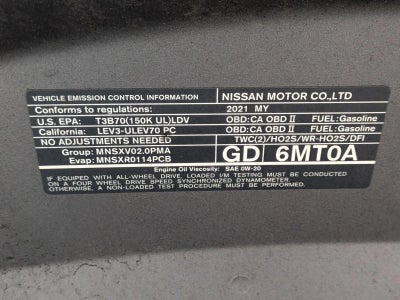 VEHICLE EMISSION CONTROL INFORMATION NISSAN MOTOR CO.,LTD
Conforms to regulations: 2021 MY
U.S. EPA: T3B70(150K UL)LDV OBD:CA OBD II Fuel:Gasoline
California: LEV3-ULEV70 PC OBD:CA OBD II Fuel:Gasoline
NO ADJUSTMENTS NEEDED TWC(2)/HO2S/WR-HO2S/DFI
Group: MNSXV02.0PMA
Evap: MNSXR0114PCB
GD 6MT0A
Engine Oil Viscosity: SAE 0W-20
IF EQUIPPED WITH ALL-WHEEL DRIVE, LOADED I/M TESTING MUST BE CONDUCTED
ON A FOUR WHEEL DRIVE SPEED SYNCHRONIZED DYNAMOMETER.
OTHERWISE, A NON-LOADED TEST PROCEDURE MUST BE PERFORMED.